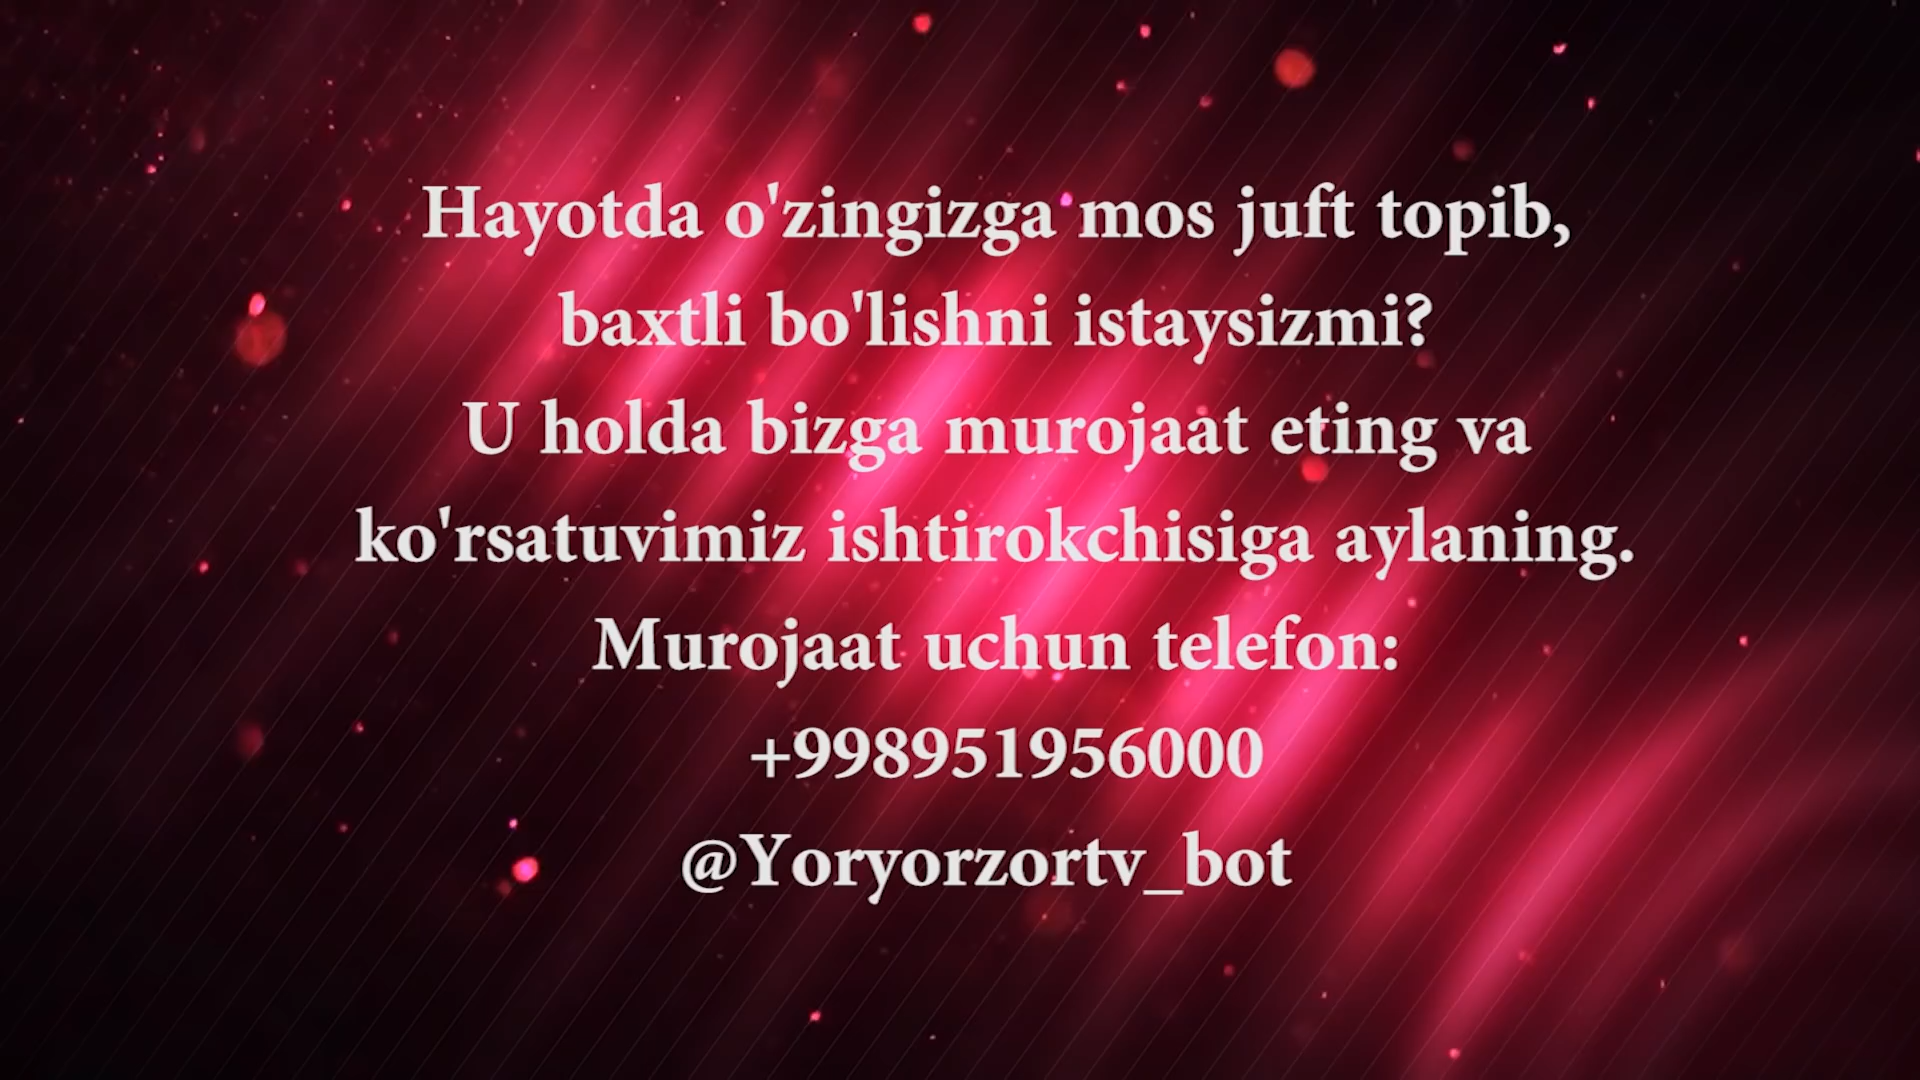 Hayotda o'zingizga mos juft topib,
baxtli bo'lishni istaysizmi?
U holda bizga murojaat eting va
ko'rsatuvimiz ishtirokchisiga aylaning.
Murojaat uchun telefon:
+998951956000
@Yoryorzortv_bot